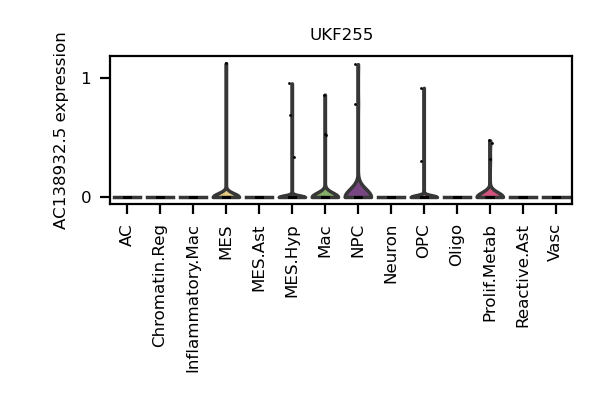 UKF255
AC138932.5 expression
1
0
AC
Chromatin.Reg
Inflammatory.Mac
MES
MES.Ast
MES.Hyp
Mac
NPC
Neuron
OPC
Oligo
Prolif.Metab
Reactive.Ast
Vasc